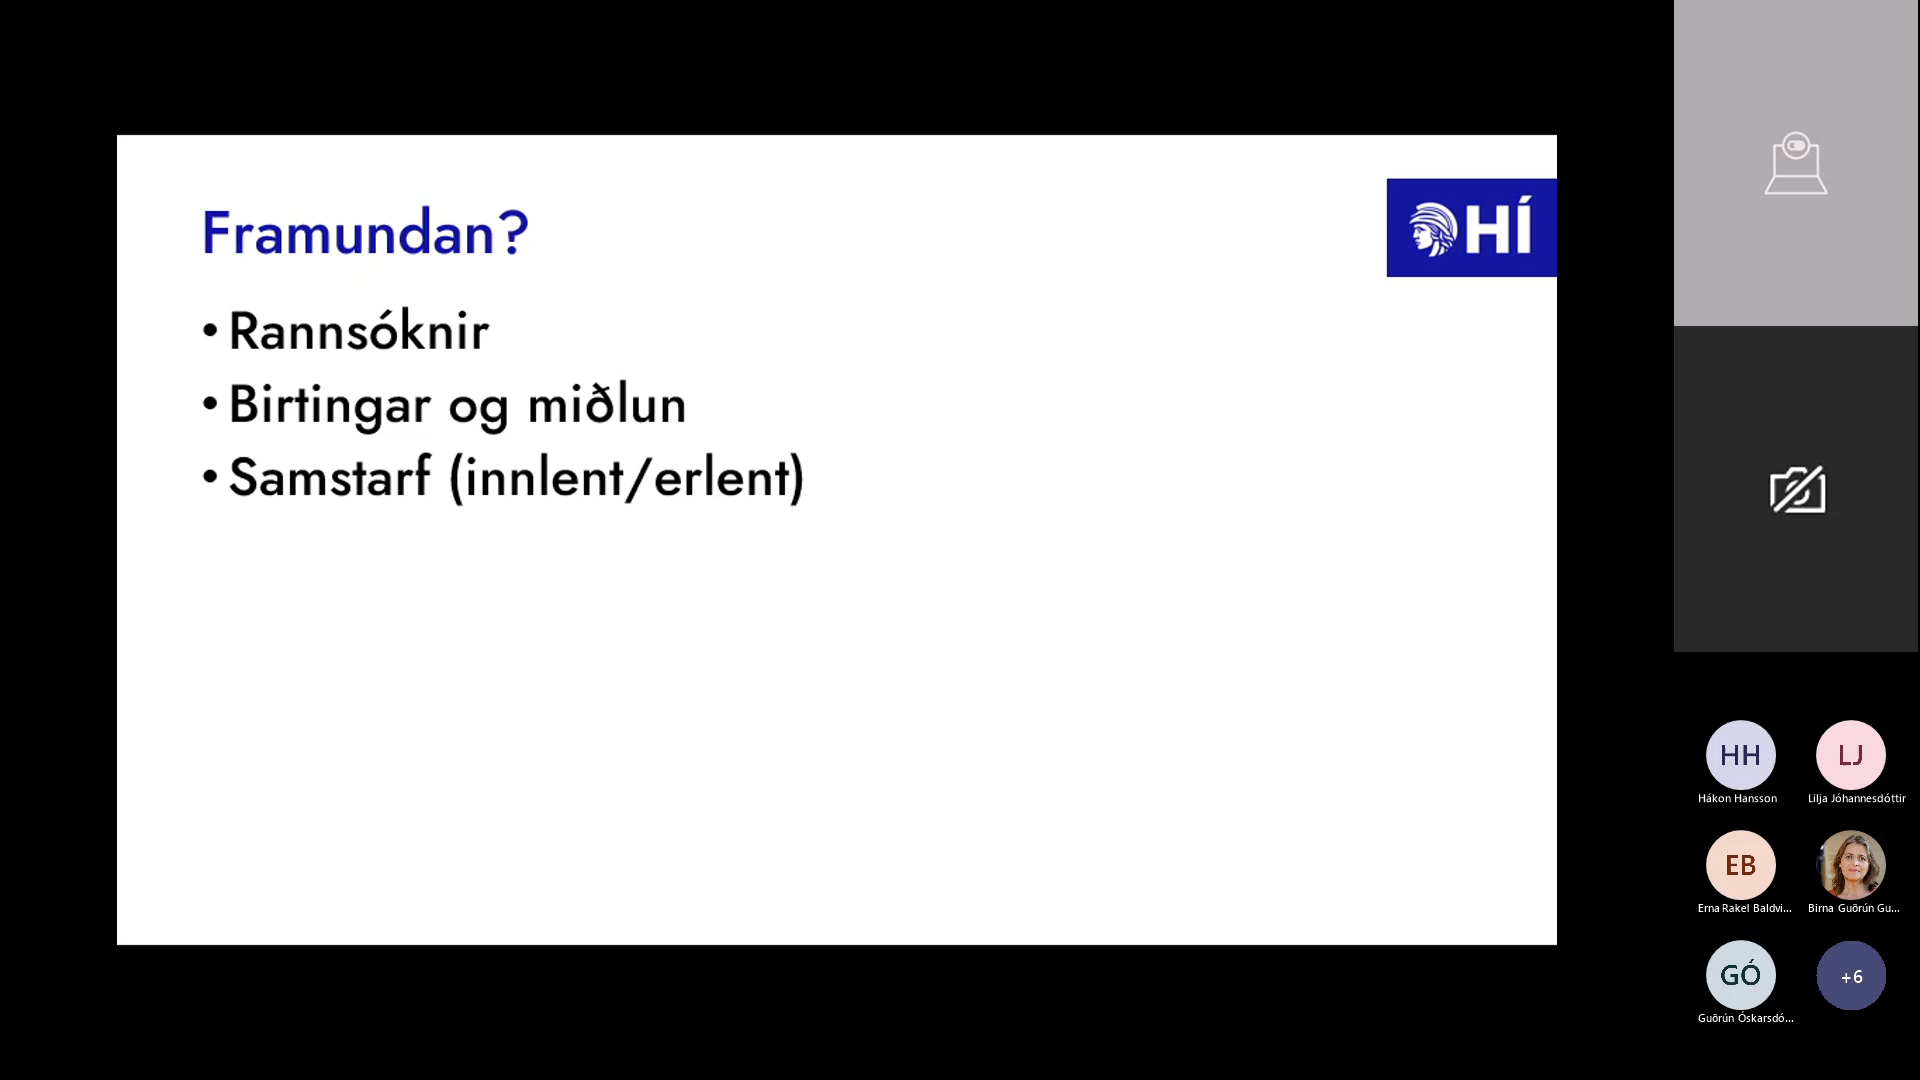 Framundan?
HÍ
• Rannsóknir
• Birtingar og miðlun
• Samstarf (innlent/erlent)
HH
LJ
Hákon Hansson
Lilja Jóhannesdóttir
EB
Erna Rakel Baldvi...
Birna Guðrún Gu...
GÓ
+6
Guðrún Óskarsdó...